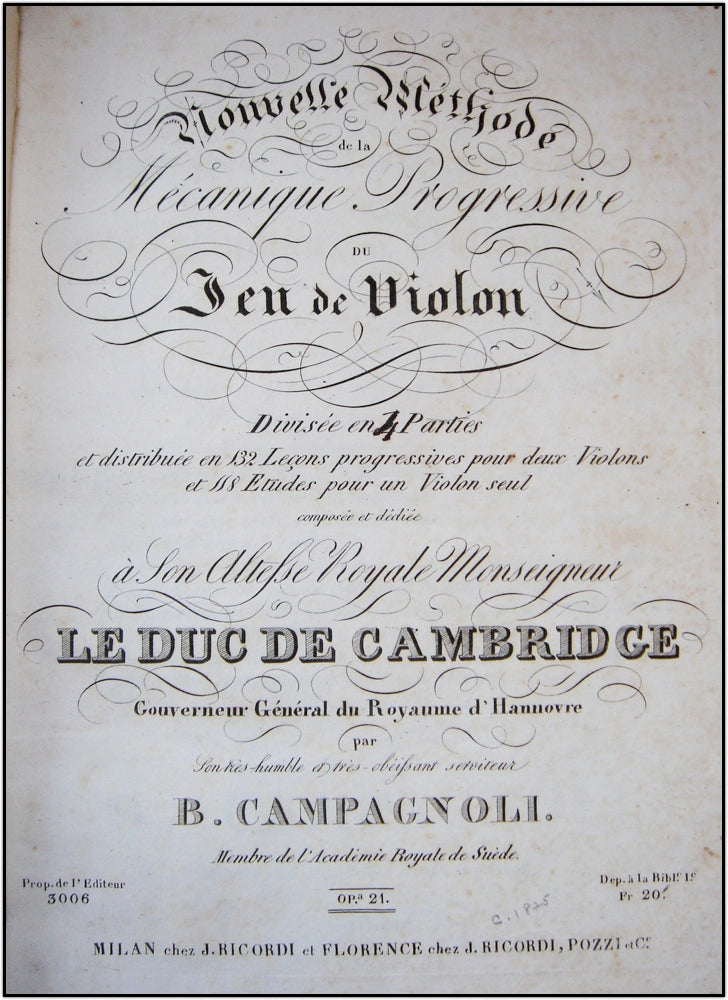 Nouvelle Méthode
de la
Mécanique Progressive
DU
Jeu de Violon
Divisée en 4 Parties
et distribuée en 132 Leçons progressives pour deux Violons
et 118 Etudes pour un Violon seul
composée et dédiée
à Son Altesse Royale Monseigneur
LE DUC DE CAMBRIDGE
Gouverneur Général du Royaume d'Hannovre
par
Son très-humble et très-obéissant serviteur
B. CAMPAGNOLI.
Membre de l'Académie Royale de Suède.
Prop. de l'Editeur
3006
OP.a 21.
Dep. à la Bibl.e I.e
Fr 20.
c. 1825
MILAN chez J. RICORDI et FLORENCE chez J. RICORDI, POZZI et C.o